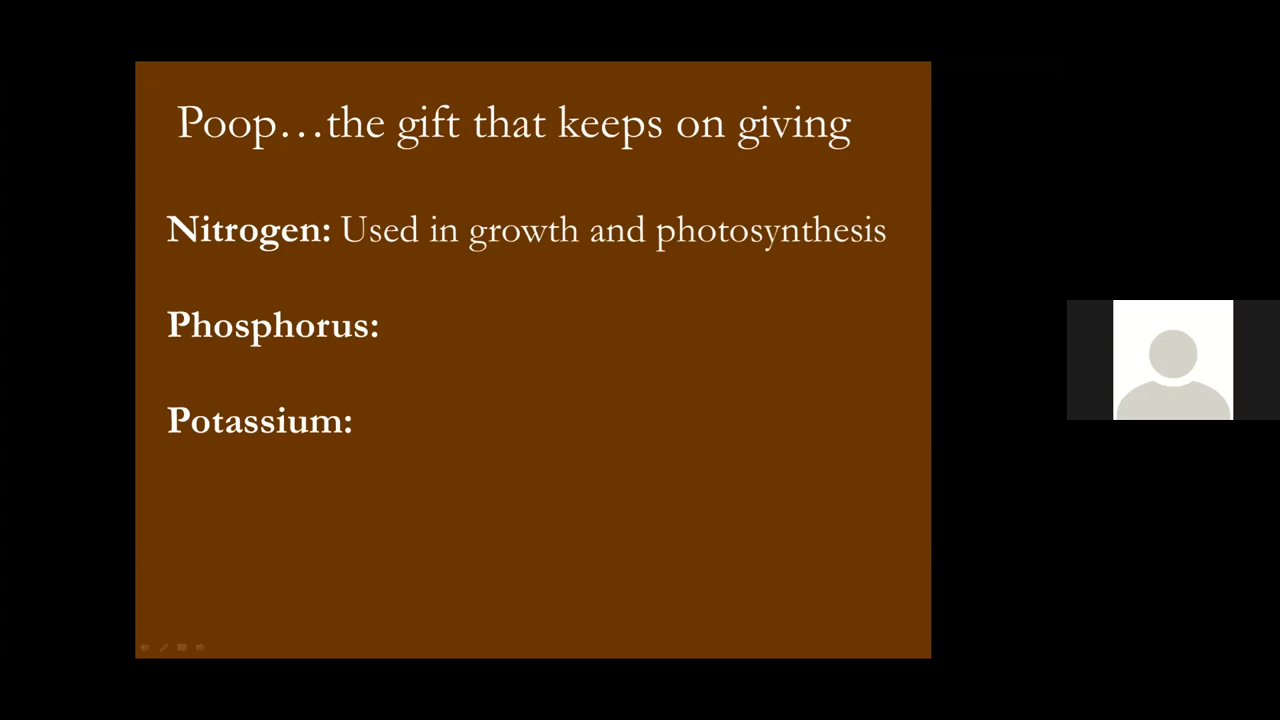 Poop…the gift that keeps on giving
Nitrogen: Used in growth and photosynthesis
Phosphorus:
Potassium: